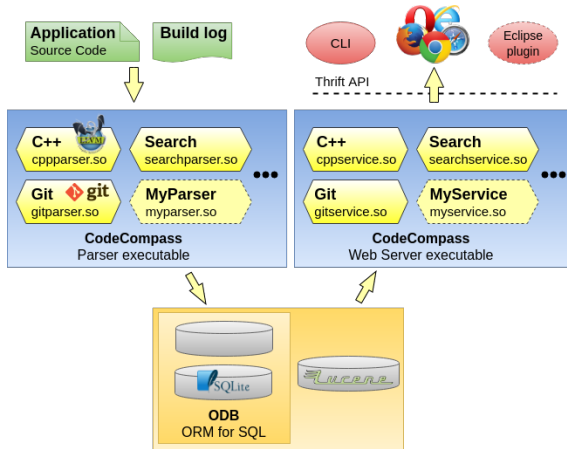 Application
Source Code
Build log
CLI
Eclipse
plugin
Thrift API
C++
cppparser.so
Search
searchparser.so
Git
git
gitparser.so
MyParser
myparser.so
...
CodeCompass
Parser executable
C++
cppservice.so
Search
searchservice.so
Git
gitservice.so
MyService
myservice.so
...
CodeCompass
Web Server executable
SQLite
Lucene
ODB
ORM for SQL